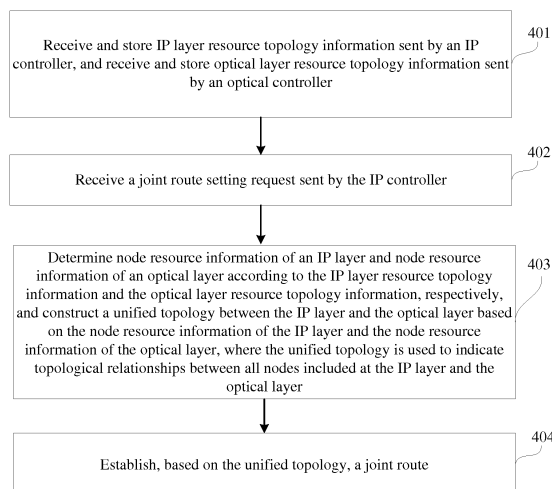 Receive and store IP layer resource topology information sent by an IP
controller, and receive and store optical layer resource topology information sent
by an optical controller
401
Receive a joint route setting request sent by the IP controller
402
Determine node resource information of an IP layer and node resource
information of an optical layer according to the IP layer resource topology
information and the optical layer resource topology information, respectively,
and construct a unified topology between the IP layer and the optical layer based
on the node resource information of the IP layer and the node resource
information of the optical layer, where the unified topology is used to indicate
topological relationships between all nodes included at the IP layer and the
optical layer
403
Establish, based on the unified topology, a joint route
404